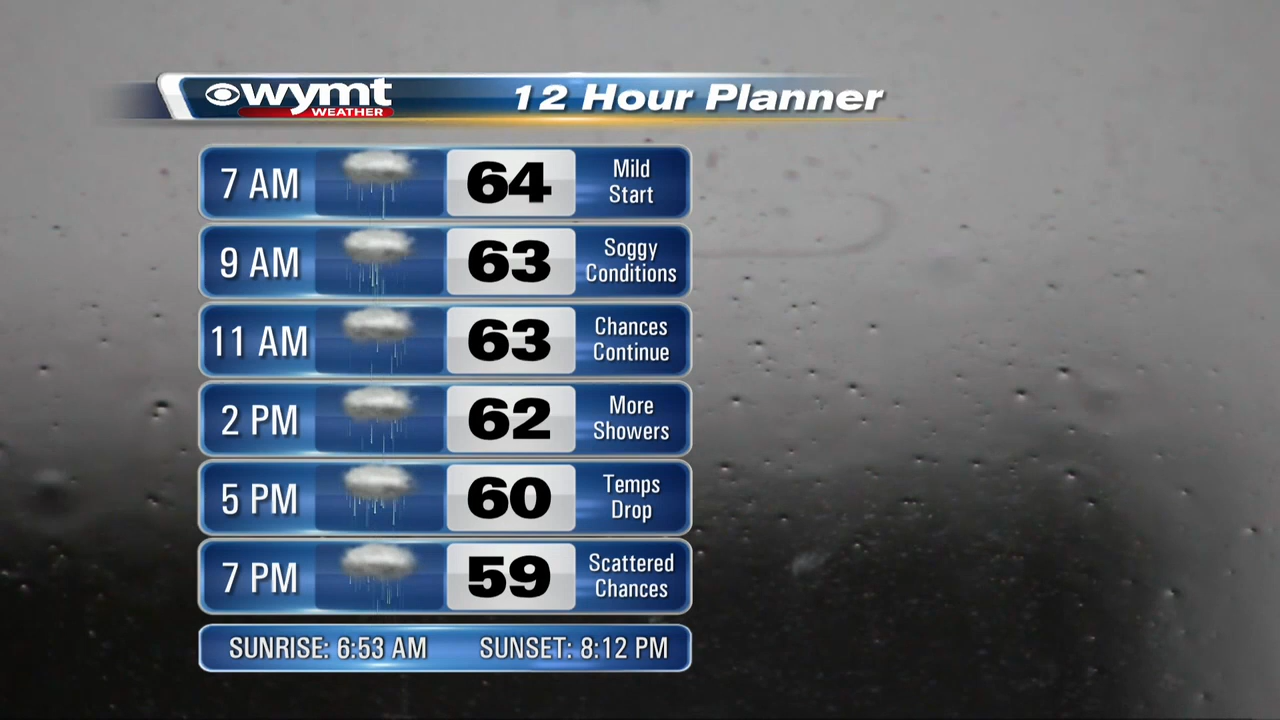 wymt 12 Hour Planner
WEATHER
7 AM 64 Mild
Start
9 AM 63 Soggy
Conditions
11 AM 63 Chances
Continue
2 PM 62 More
Showers
5 PM 60 Temps
Drop
7 PM 59 Scattered
Chances
SUNRISE: 6:53 AM SUNSET: 8:12 PM